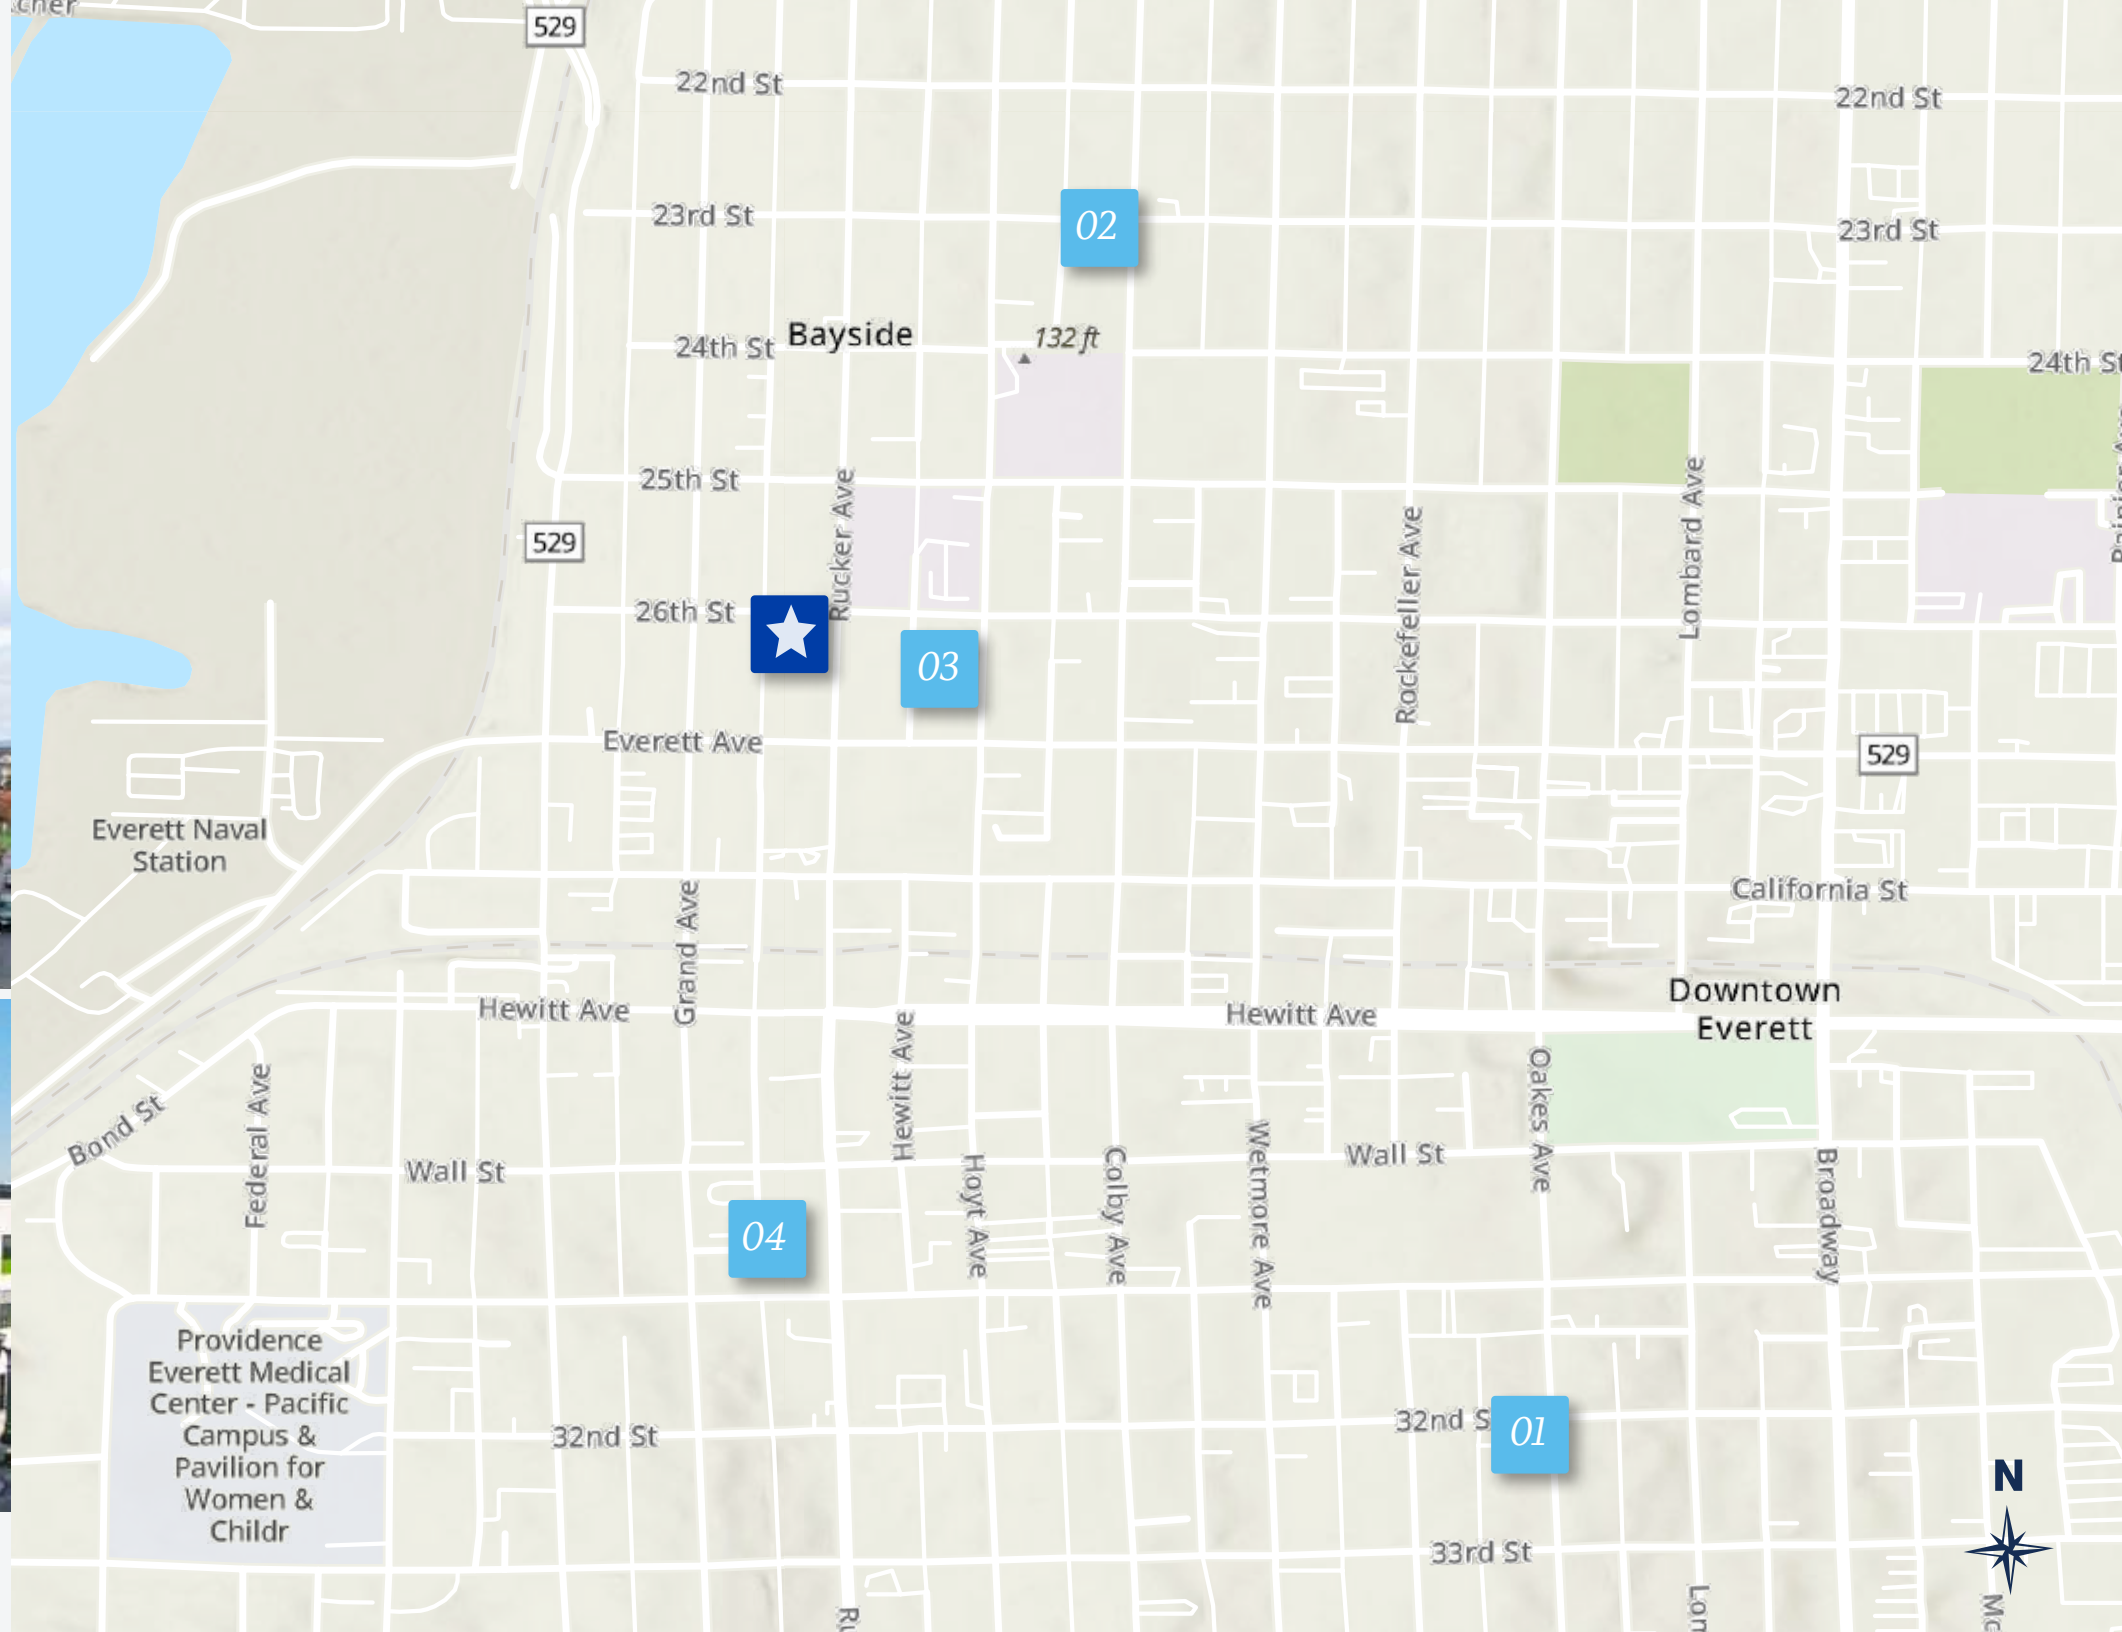 529
22nd St
22nd St
23rd St
02
23rd St
Bayside
132 ft
24th St
24th St
25th St
Rucker Ave
Lombard Ave
Rockefeller Ave
529
26th St
03
Everett Ave
529
Everett Naval
Station
California St
Grand Ave
Downtown
Everett
Hewitt Ave
Hewitt Ave
Hewitt Ave
Bond St
Federal Ave
Wall St
Wall St
Hoyt Ave
Colby Ave
Wetmore Ave
Oakes Ave
Broadway
04
Providence
Everett Medical
Center - Pacific
Campus &
Pavilion for
Women &
Childr
32nd St
32nd S
01
N
33rd St